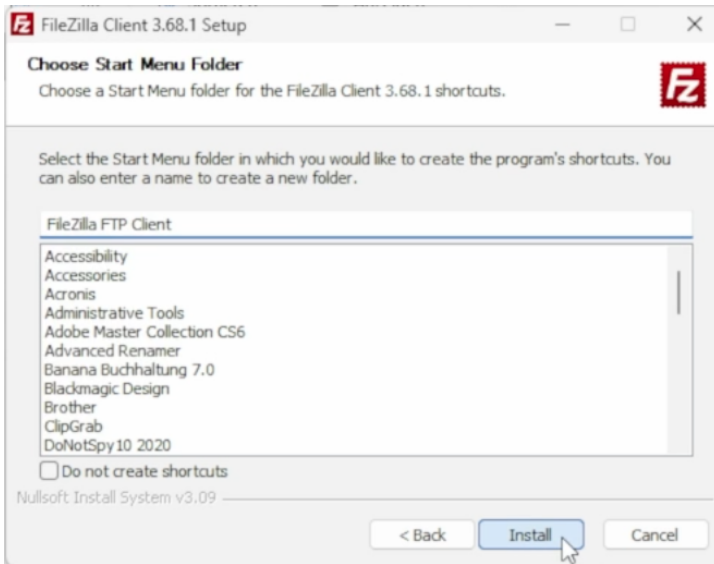 FileZilla Client 3.68.1 Setup
Choose Start Menu Folder
Choose a Start Menu folder for the FileZilla Client 3.68.1 shortcuts.
Fz
Select the Start Menu folder in which you would like to create the program's shortcuts. You
can also enter a name to create a new folder.
FileZilla FTP Client
Accessibility
Accessories
Acronis
Administrative Tools
Adobe Master Collection CS6
Advanced Renamer
Banana Buchhaltung 7.0
Blackmagic Design
Brother
ClipGrab
DoNotSpy10 2020
Do not create shortcuts
Nullsoft Install System v3.09
< Back
Install
Cancel